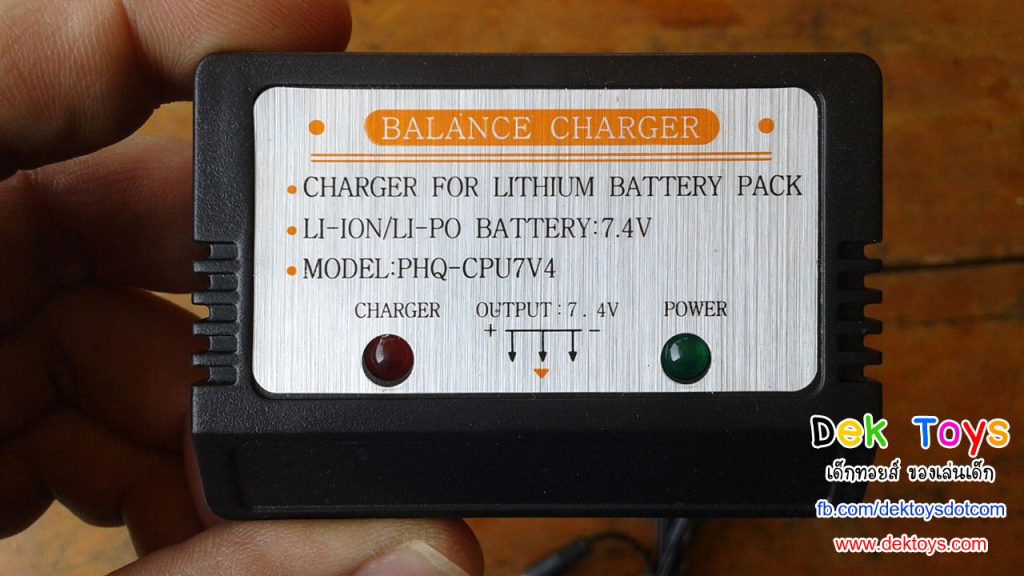 BALANCE CHARGER
CHARGER FOR LITHIUM BATTERY PACK
LI-ION/LI-PO BATTERY:7.4V
MODEL:PHQ-CPU7V4
CHARGER OUTPUT:7.4V POWER
+ −
Dek Toys
เด็กทอยส์ ของเล่นเด็ก
fb.com/dektoysdotcom
www.dektoys.com